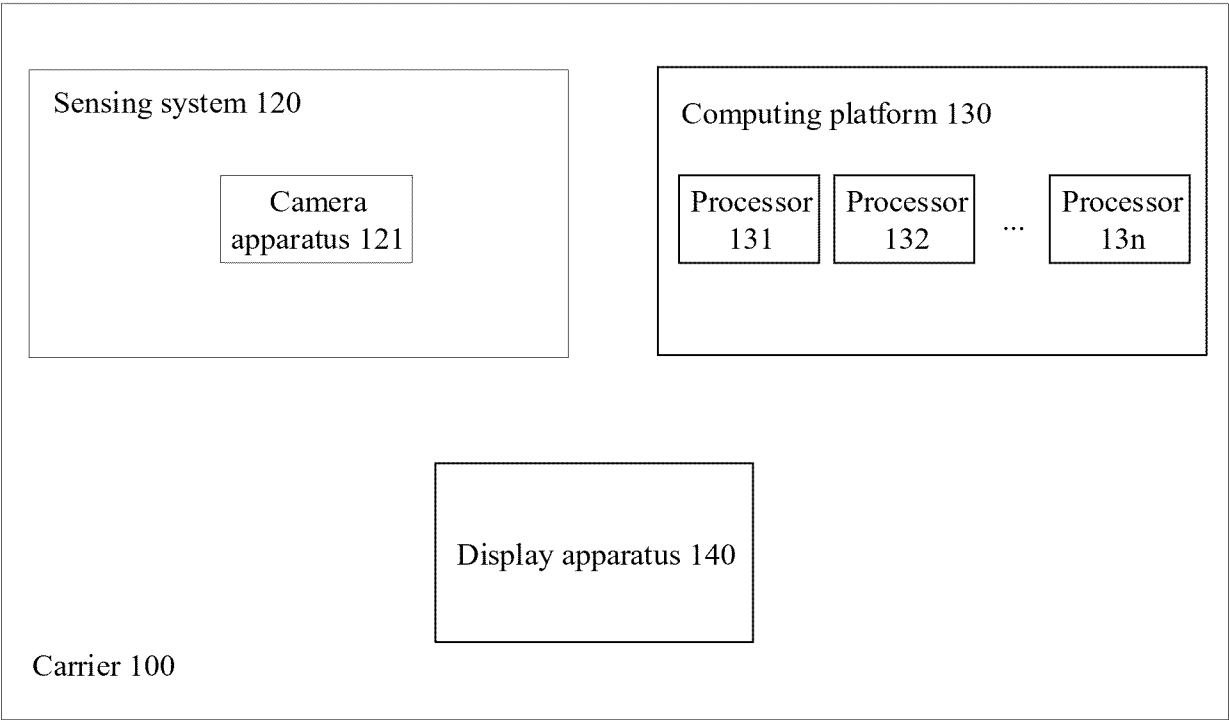 Sensing system 120
Camera
apparatus 121
Computing platform 130
Processor
131
Processor
132
...
Processor
13n
Display apparatus 140
Carrier 100